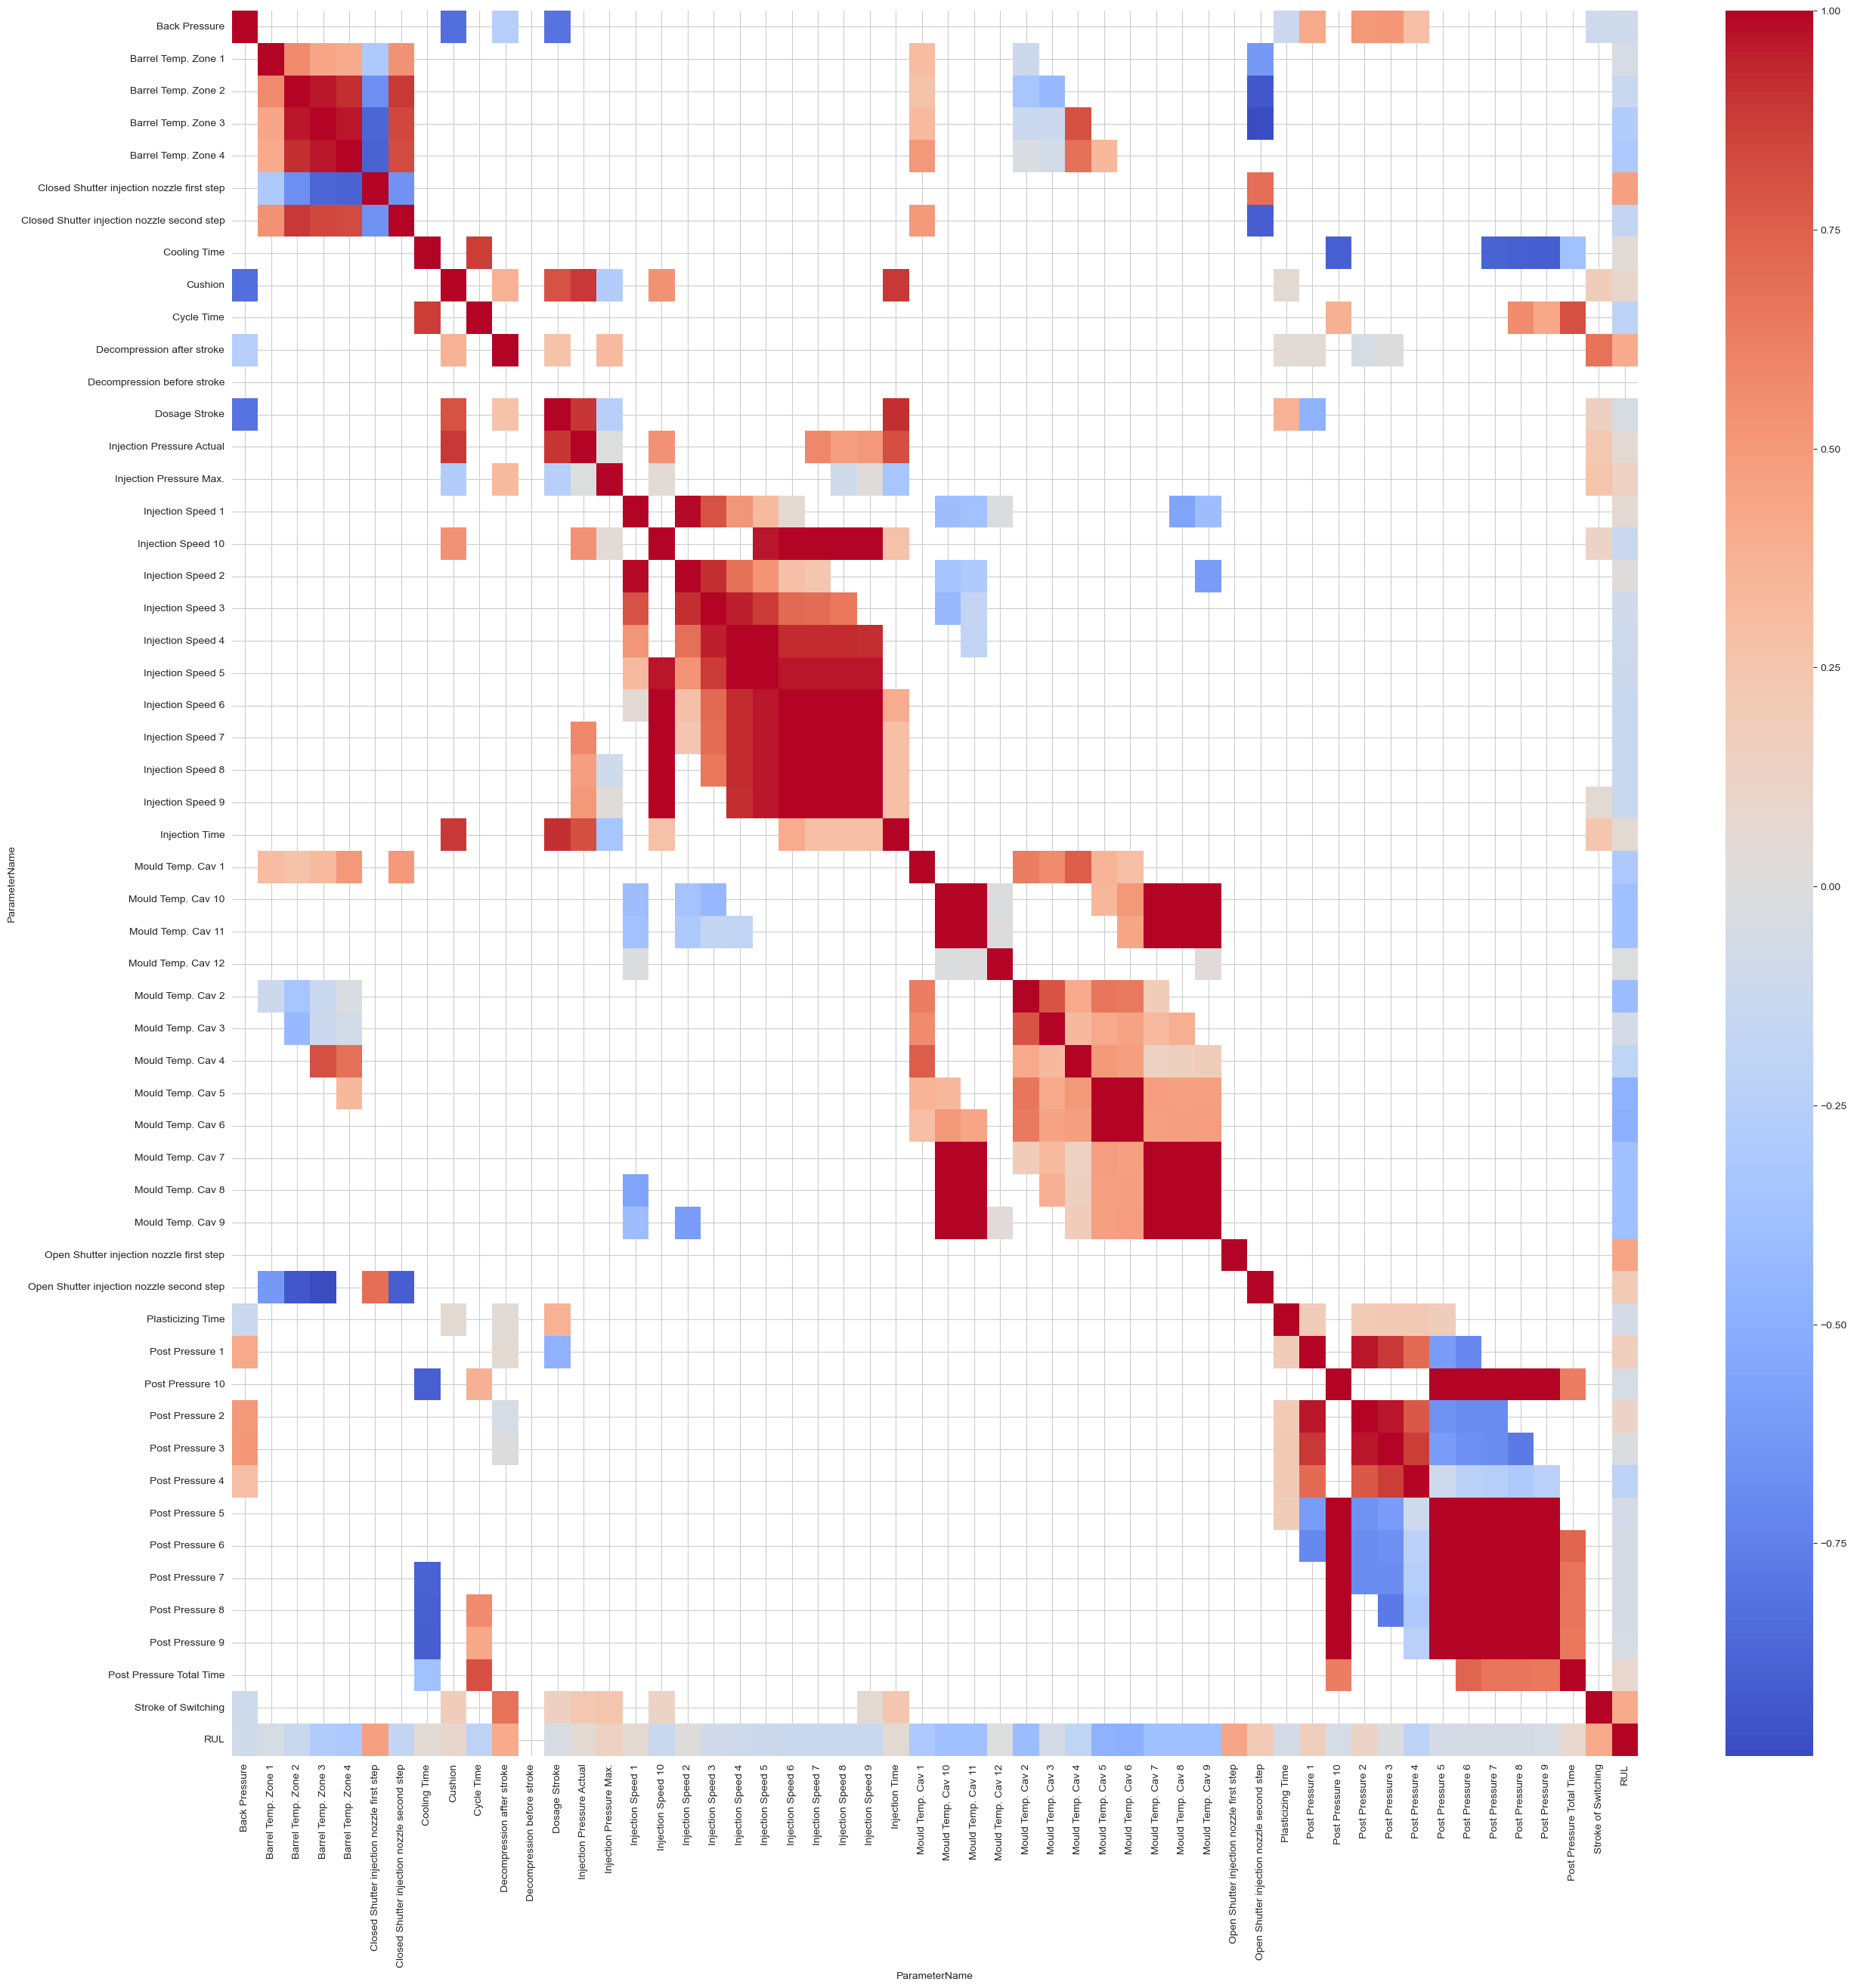 ParameterName
Back Pressure
Barrel Temp. Zone 1
Barrel Temp. Zone 2
Barrel Temp. Zone 3
Barrel Temp. Zone 4
Closed Shutter injection nozzle first step
Closed Shutter injection nozzle second step
Cooling Time
Cushion
Cycle Time
Decompression after stroke
Decompression before stroke
Dosage Stroke
Injection Pressure Actual
Injection Pressure Max.
Injection Speed 1
Injection Speed 10
Injection Speed 2
Injection Speed 3
Injection Speed 4
Injection Speed 5
Injection Speed 6
Injection Speed 7
Injection Speed 8
Injection Speed 9
Injection Time
Mould Temp. Cav 1
Mould Temp. Cav 10
Mould Temp. Cav 11
Mould Temp. Cav 12
Mould Temp. Cav 2
Mould Temp. Cav 3
Mould Temp. Cav 4
Mould Temp. Cav 5
Mould Temp. Cav 6
Mould Temp. Cav 7
Mould Temp. Cav 8
Mould Temp. Cav 9
Open Shutter injection nozzle first step
Open Shutter injection nozzle second step
Plasticizing Time
Post Pressure 1
Post Pressure 10
Post Pressure 2
Post Pressure 3
Post Pressure 4
Post Pressure 5
Post Pressure 6
Post Pressure 7
Post Pressure 8
Post Pressure 9
Post Pressure Total Time
Stroke of Switching
RUL
Back Pressure
Barrel Temp. Zone 1
Barrel Temp. Zone 2
Barrel Temp. Zone 3
Barrel Temp. Zone 4
Closed Shutter injection nozzle first step
Closed Shutter injection nozzle second step
Cooling Time
Cushion
Cycle Time
Decompression after stroke
Decompression before stroke
Dosage Stroke
Injection Pressure Actual
Injection Pressure Max.
Injection Speed 1
Injection Speed 10
Injection Speed 2
Injection Speed 3
Injection Speed 4
Injection Speed 5
Injection Speed 6
Injection Speed 7
Injection Speed 8
Injection Speed 9
Injection Time
Mould Temp. Cav 1
Mould Temp. Cav 10
Mould Temp. Cav 11
Mould Temp. Cav 12
Mould Temp. Cav 2
Mould Temp. Cav 3
Mould Temp. Cav 4
Mould Temp. Cav 5
Mould Temp. Cav 6
Mould Temp. Cav 7
Mould Temp. Cav 8
Mould Temp. Cav 9
Open Shutter injection nozzle first step
Open Shutter injection nozzle second step
Plasticizing Time
Post Pressure 1
Post Pressure 10
Post Pressure 2
Post Pressure 3
Post Pressure 4
Post Pressure 5
Post Pressure 6
Post Pressure 7
Post Pressure 8
Post Pressure 9
Post Pressure Total Time
Stroke of Switching
RUL
ParameterName
1.00
0.75
0.50
0.25
0.00
−0.25
−0.50
−0.75